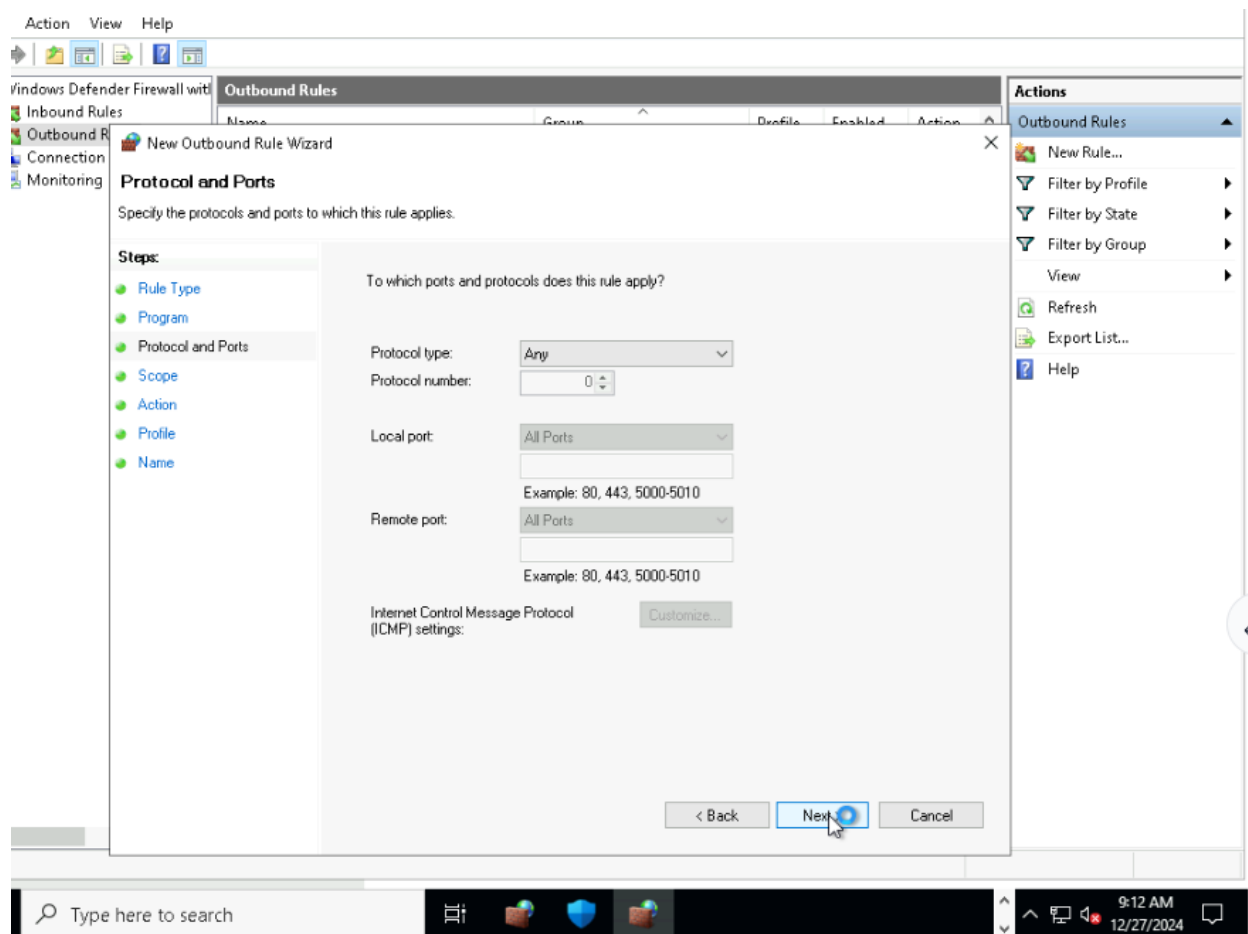 Action View Help
Windows Defender Firewall with
Inbound Rules
Outbound R
Connection
Monitoring
Outbound Rules
Name Group Profile Enabled Action
New Outbound Rule Wizard
Protocol and Ports
Specify the protocols and ports to which this rule applies.
Steps:
Rule Type
Program
Protocol and Ports
Scope
Action
Profile
Name
To which ports and protocols does this rule apply?
Protocol type: Any
Protocol number: 0
Local port: All Ports
Example: 80, 443, 5000-5010
Remote port: All Ports
Example: 80, 443, 5000-5010
Internet Control Message Protocol
(ICMP) settings:
Customize...
< Back Next Cancel
Actions
Outbound Rules
New Rule...
Filter by Profile
Filter by State
Filter by Group
View
Refresh
Export List...
Help
Type here to search
9:12 AM
12/27/2024